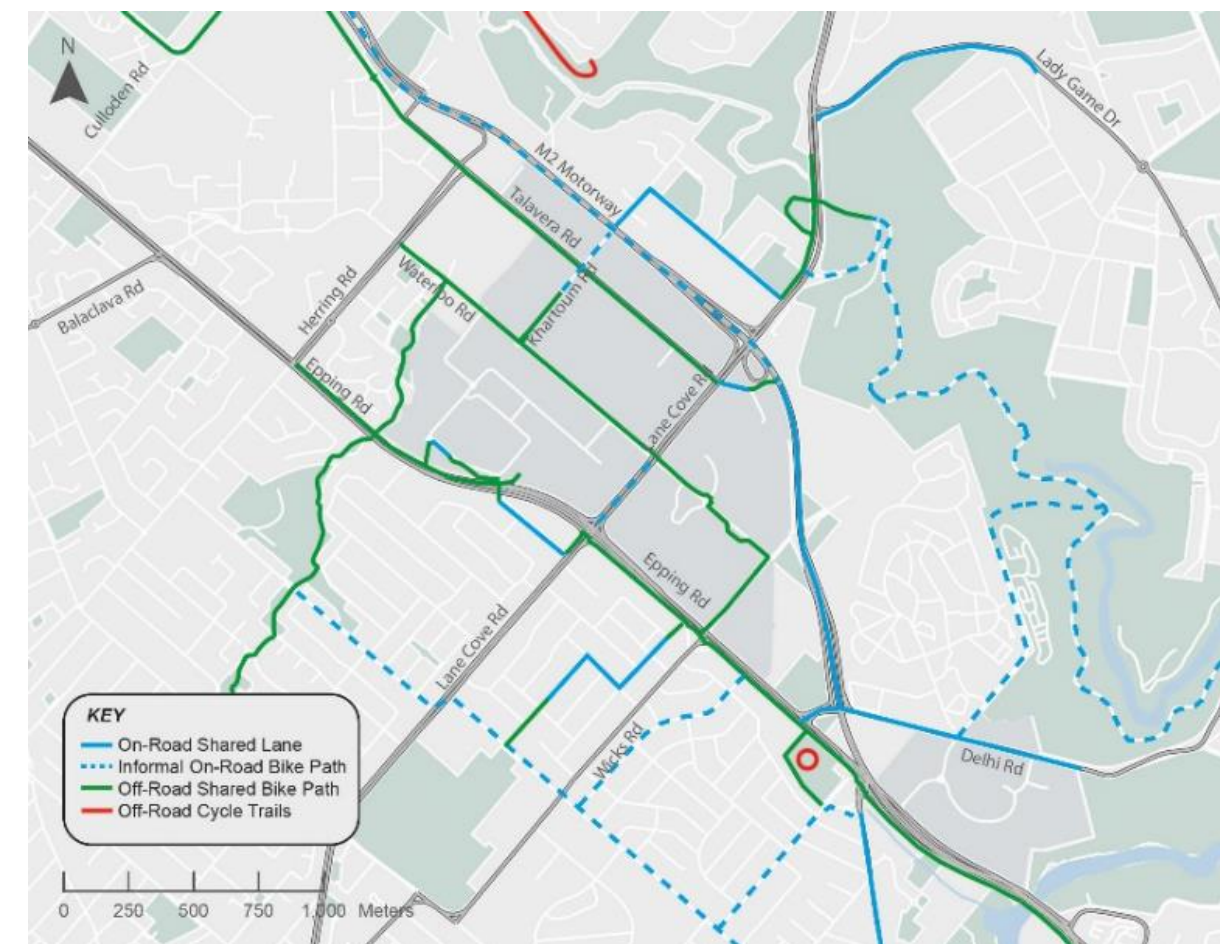 N
Culloden Rd
Lady Game Dr
M2 Motorway
Talavera Rd
Herring Rd
Waterloo Rd
Khartoum Rd
Balaclava Rd
Epping Rd
Lane Cove Rd
Epping Rd
Lane Cove Rd
Wicks Rd
Delhi Rd
KEY
On-Road Shared Lane
Informal On-Road Bike Path
Off-Road Shared Bike Path
Off-Road Cycle Trails
0 250 500 750 1,000 Meters